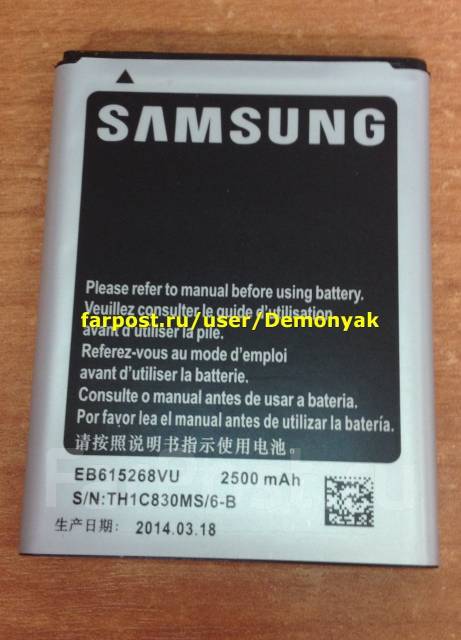 SAMSUNG
Please refer to manual before using battery.
Veuillez consulter le guide d'utilisation
farpost.ru/user/Demonyak
avant d'utiliser la pile.
Referez-vous au mode d'emploi
avant d'utiliser la batterie.
Consulte o manual antes de usar a bateria.
Por favor lea el manual antes de utilizar la batería.
请按照说明书指示使用电池。
EB615268VU 2500 mAh
S/N:TH1C830MS/6-B
生产日期: 2014.03.18